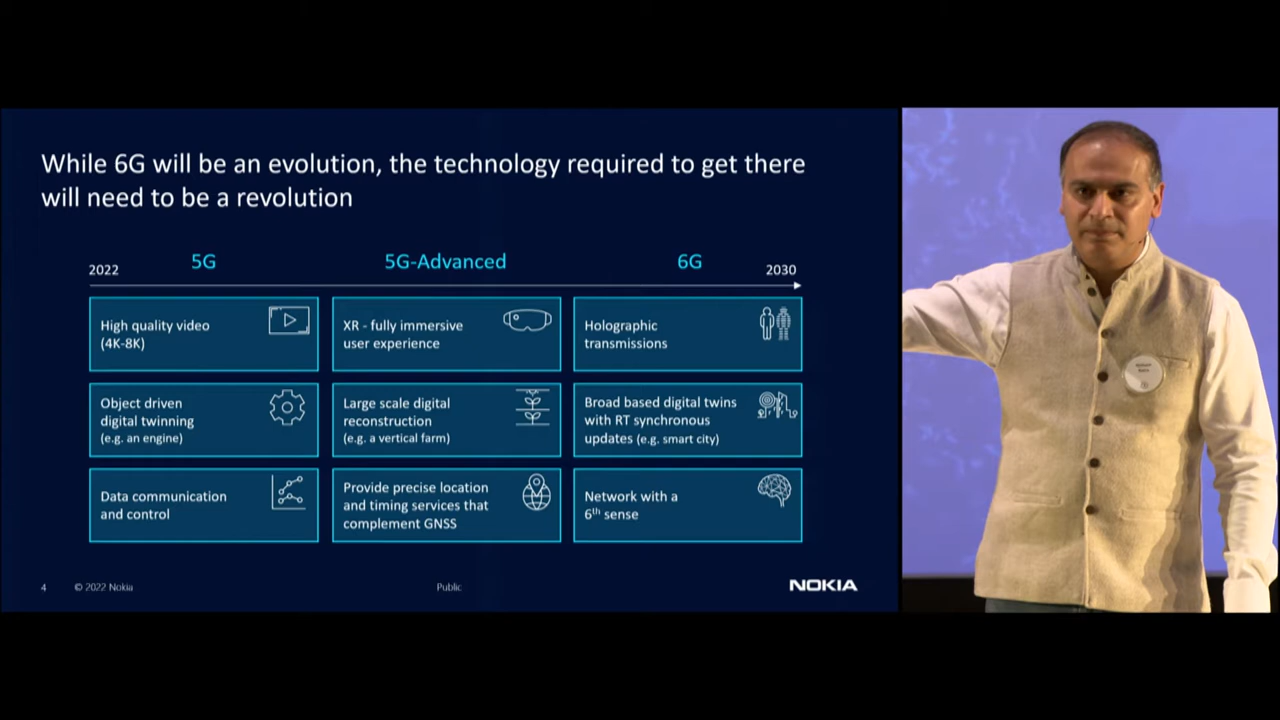 While 6G will be an evolution, the technology required to get there
will need to be a revolution
2022
5G
5G-Advanced
6G
2030
High quality video
(4K-8K)
XR - fully immersive
user experience
Holographic
transmissions
Object driven
digital twinning
(e.g. an engine)
Large scale digital
reconstruction
(e.g. a vertical farm)
Broad based digital twins
with RT synchronous
updates (e.g. smart city)
Data communication
and control
Provide precise location
and timing services that
complement GNSS
Network with a
6th sense
4
© 2022 Nokia
Public
NOKIA